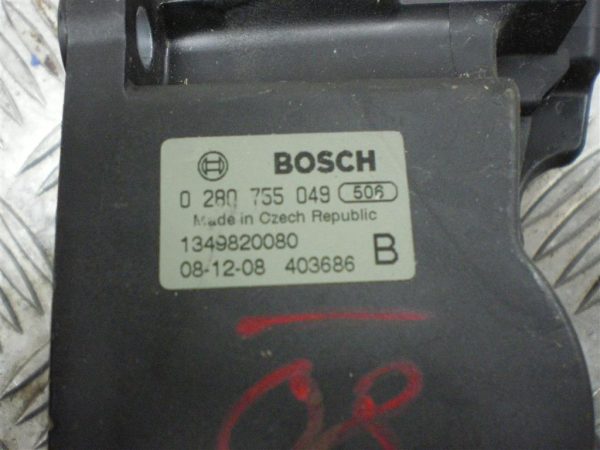 BOSCH
0 280 755 049 506
Made in Czech Republic
1349820080
B
08-12-08 403686